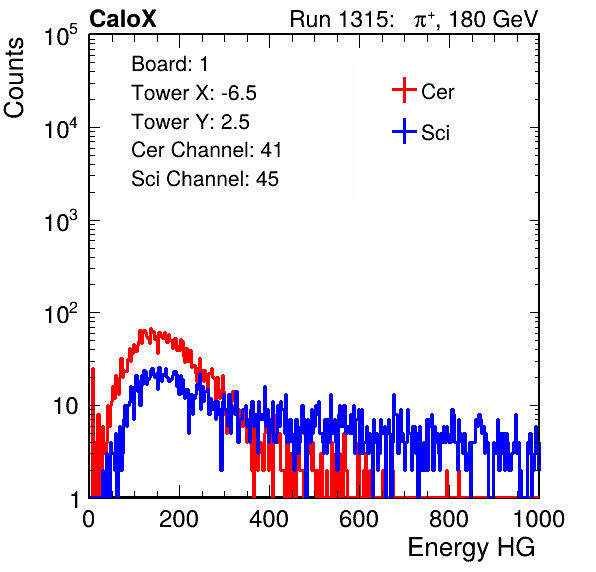 CaloX Run 1315: π⁺, 180 GeV
Counts
10⁵
10⁴
10³
10²
10
1
Board: 1
Tower X: -6.5
Tower Y: 2.5
Cer Channel: 41
Sci Channel: 45
Cer
Sci
0 200 400 600 800 1000
Energy HG